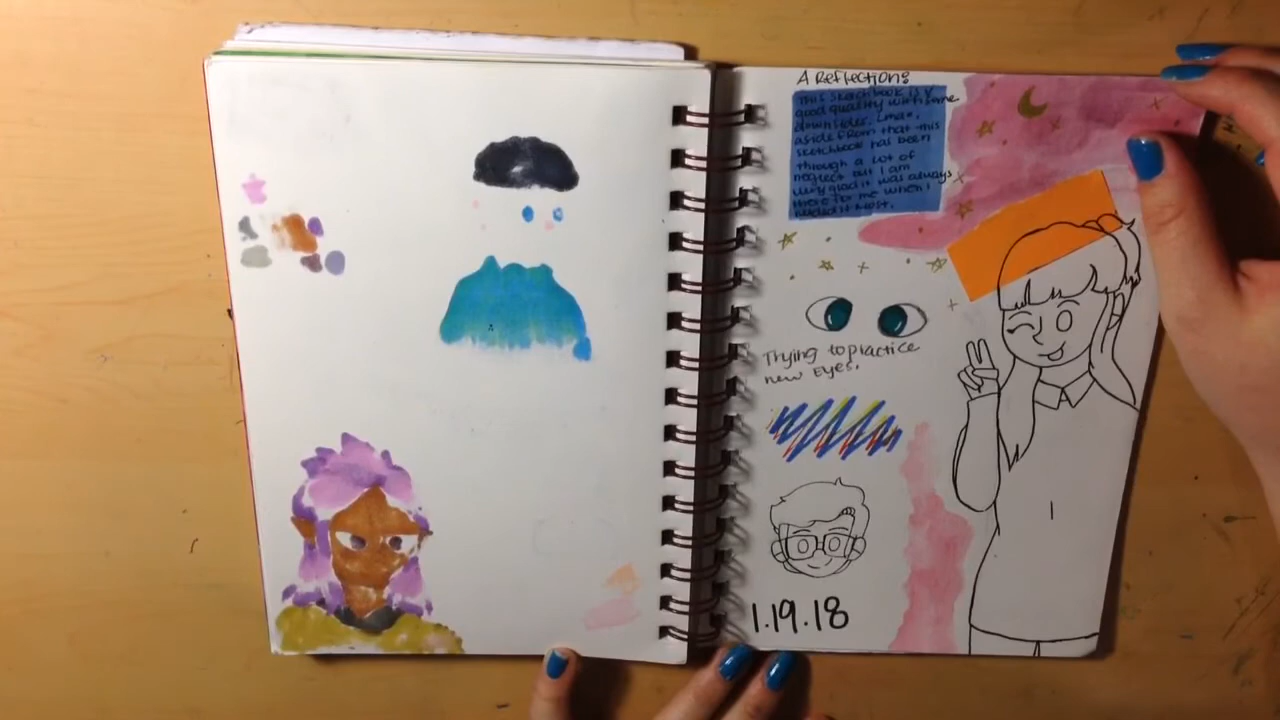 A Reflection:
This sketchbook is v
good quality with some
downsides. Lmao.
aside from that this
sketchbook has been
through a lot of
neglect but I am
very glad it was always
there for me when I
needed it most.
Trying to practice
new Eyes.
1.19.18